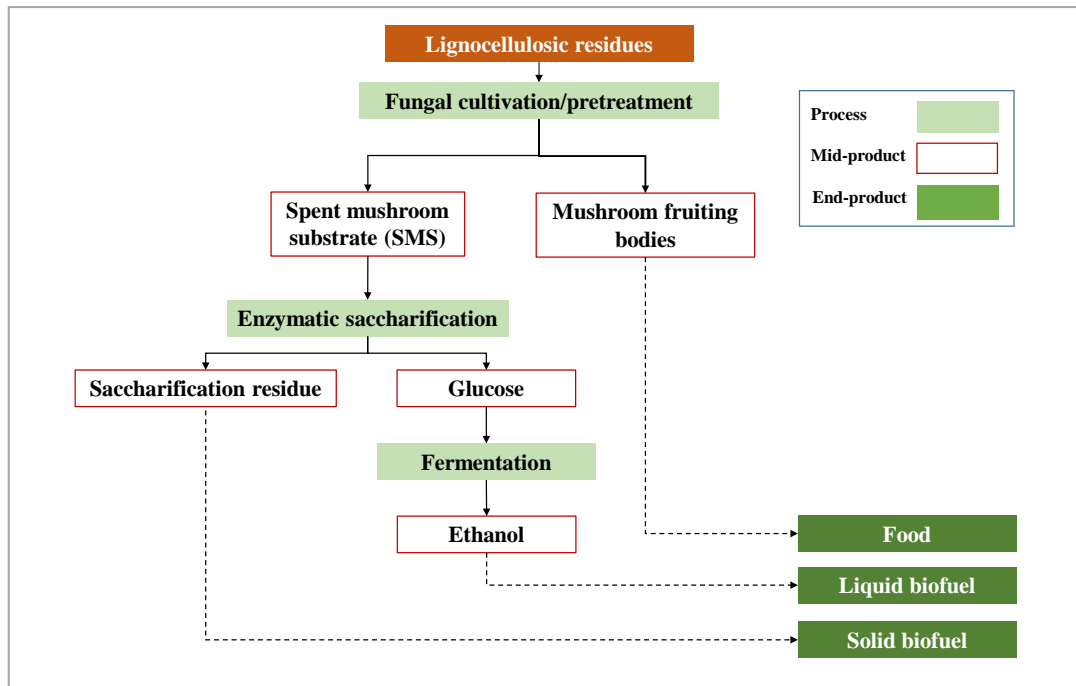 Lignocellulosic residues
Fungal cultivation/pretreatment
Process
Mid-product
End-product
Spent mushroom
substrate (SMS)
Mushroom fruiting
bodies
Enzymatic saccharification
Saccharification residue
Glucose
Fermentation
Ethanol
Food
Liquid biofuel
Solid biofuel